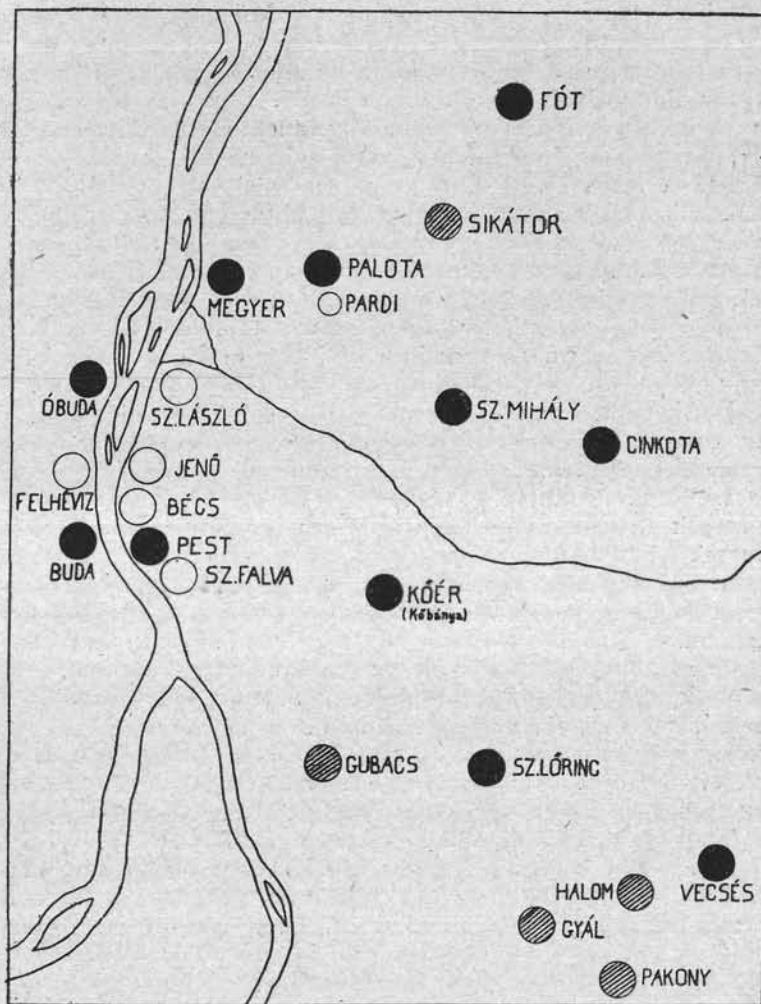 FÓT
SIKÁTOR
PALOTA
MEGYER
PARDI
ÓBUDA
SZ.LÁSZLÓ
SZ.MIHÁLY
CINKOTA
JENŐ
FELHÉVIZ
BÉCS
PEST
BUDA
SZ.FALVA
KŐÉR
(Kőbánya)
GUBACS
SZ.LŐRINC
HALOM
VECSÉS
GYÁL
PAKONY